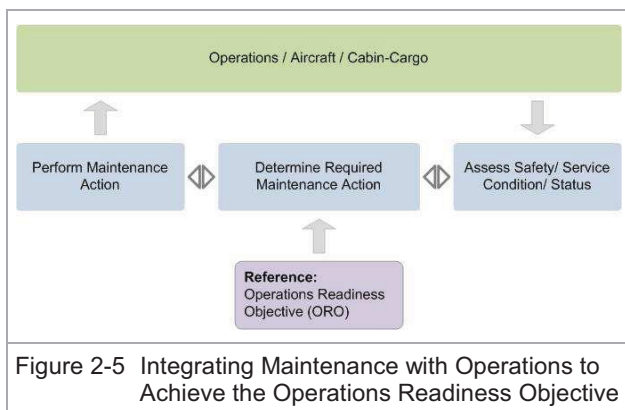 Operations / Aircraft / Cabin-Cargo
Perform Maintenance
Action
Determine Required
Maintenance Action
Assess Safety/ Service
Condition/ Status
Reference:
Operations Readiness
Objective (ORO)
Figure 2-5 Integrating Maintenance with Operations to
Achieve the Operations Readiness Objective